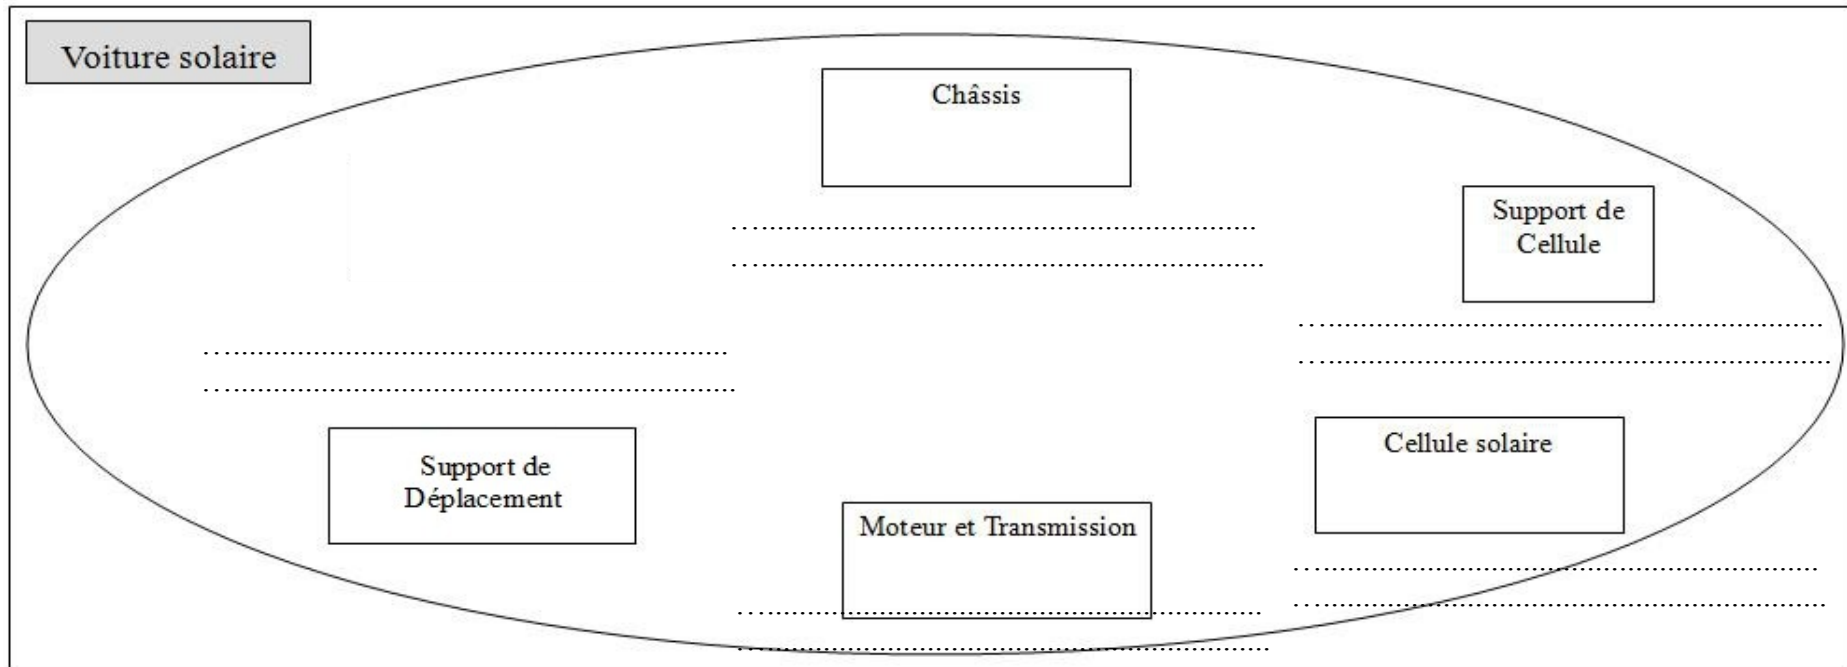 Voiture solaire
Châssis
Support de
Cellule
Support de
Déplacement
Cellule solaire
Moteur et Transmission